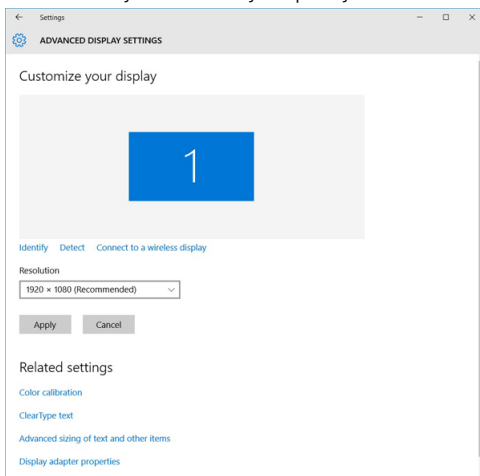 Settings
ADVANCED DISPLAY SETTINGS
Customize your display
1
Identify Detect Connect to a wireless display
Resolution
1920 × 1080 (Recommended)
Apply Cancel
Related settings
Color calibration
ClearType text
Advanced sizing of text and other items
Display adapter properties